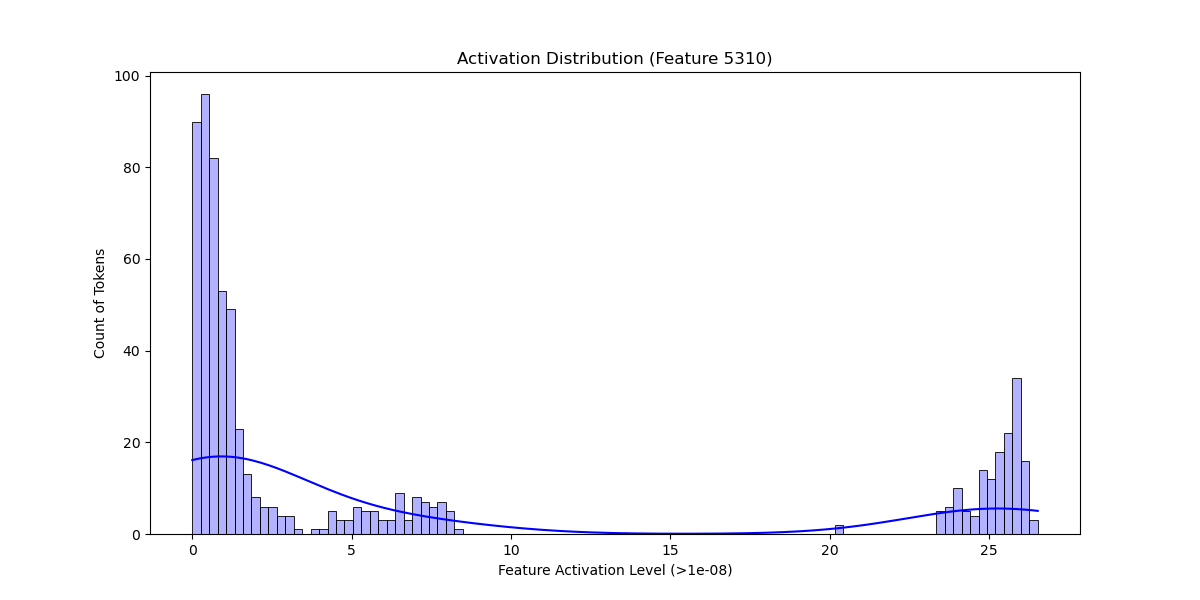 Activation Distribution (Feature 5310)
100
80
60
40
20
0
Count of Tokens
0 5 10 15 20 25
Feature Activation Level (>1e-08)